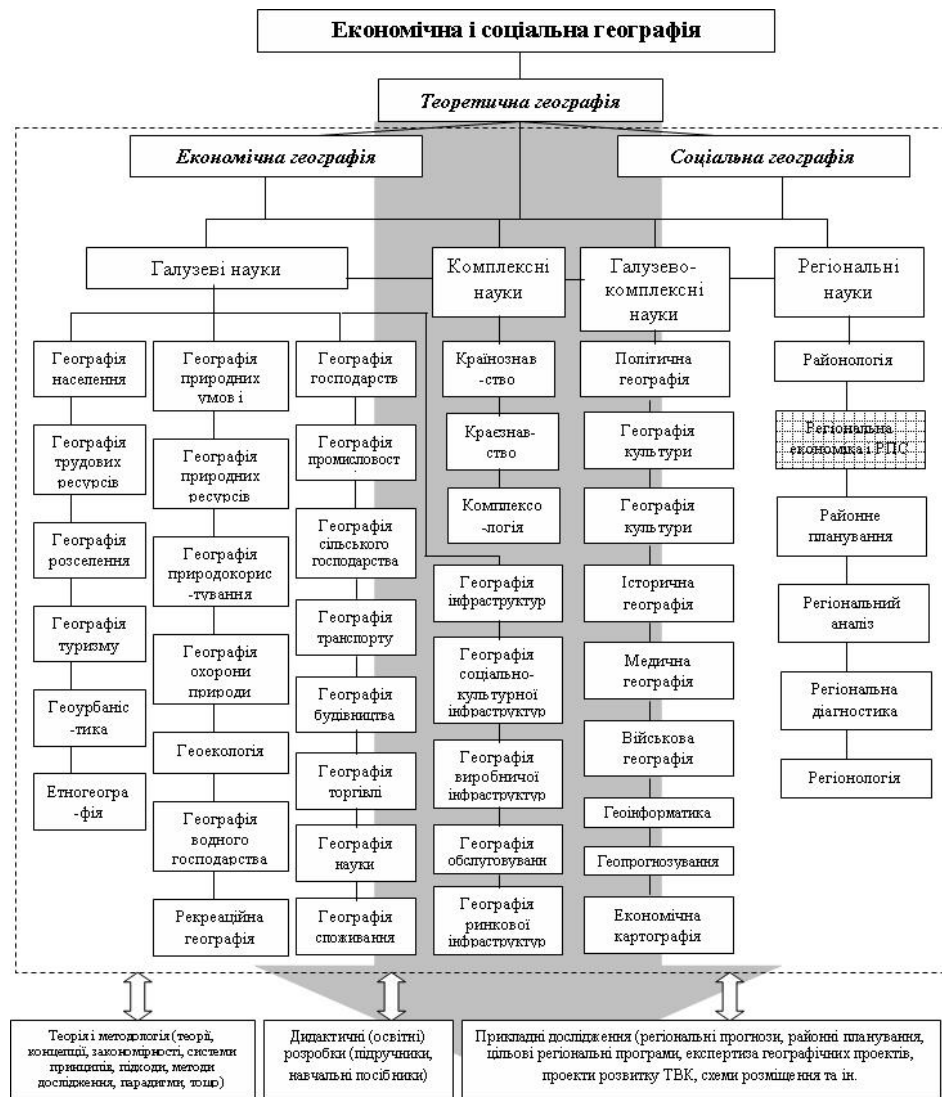 Економічна і соціальна географія
Теоретична географія
Економічна географія
Соціальна географія
Галузеві науки
Комплексні
науки
Галузево-
комплексні
науки
Регіональні
науки
Географія
населення
Географія
трудових
ресурсів
Географія
розселення
Географія
туризму
Геоурбаніс
-тика
Етногеогра
-фія
Географія
природних
умов і
Географія
природних
ресурсів
Географія
природокорис
-тування
Географія
охорони
природи
Геоекологія
Географія
водного
господарства
Рекреаційна
географія
Географія
господарств
Географія
промисловост
Географія
сільського
господарства
Географія
транспорту
Географія
будівництва
Географія
торгівлі
Географія
науки
Географія
споживання
Країнознав
-ство
Краєзнав-
ство
Комплексо
-логія
Географія
інфраструктур
Географія
соціально-
культурної
інфраструктур
Географія
виробничої
інфраструктур
Географія
обслуговуванн
Географія
ринкової
інфраструктур
Політична
географія
Географія
культури
Географія
культури
Історична
географія
Медична
географія
Військова
географія
Геоінформатика
Геопрогнозування
Економічна
картографія
Районологія
Регіональна
економіка і РПС
Районне
планування
Регіональний
аналіз
Регіональна
діагностика
Регіонологія
Теорія і методологія (теорії,
концепції, закономірності, системи
принципів, підходи, методи
дослідження, парадигми, тощо)
Дидактичні (освітні)
розробки (підручники,
навчальні посібники)
Прикладні дослідження (регіональні прогнози, районні планування,
цільові регіональні програми, експертиза географічних проектів,
проекти розвитку ТВК, схеми розміщення та ін.